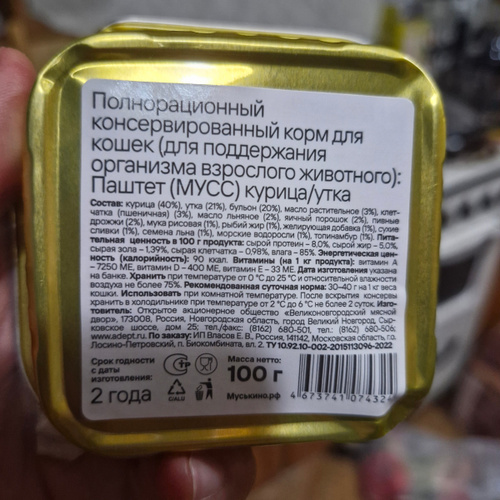 Полнорационный
консервированный корм для
кошек (для поддержания
организма взрослого животного):
Паштет (МУСС) курица/утка
Состав: курица (40%), утка (21%), бульон (20%), масло растительное (3%), клет-
чатка (пшеничная) (3%), масло льняное (2%), яичный порошок (2%), пивные
дрожжи (2%), мука рисовая (1%), рыбий жир (1%), желирующая добавка (1%), сухие
сливки (1%), семена льна (1%), морские водоросли (1%), топинамбур (1%). Пита-
тельная ценность в 100 г продукта: сырой протеин – 8,0%, сырой жир – 5,0%,
сырая зола – 1,39%, сырая клетчатка – 0,98%, влага – 85%. Энергетическая цен-
ность (калорийность): 90 ккал. Витамины (на 1 кг продукта): витамин А
– 7250 МЕ, витамин D – 400 МЕ, витамин Е – 33 МЕ. Дата изготовления указана
на банке. Хранить при температуре от 0 °C до 25 °C и относительной влажности
воздуха не более 75%. Рекомендованная суточная норма: 30–40 г на 1 кг веса
кошки. Использовать при комнатной температуре. После вскрытия консервы
хранить в холодильнике при температуре от 2 °C до 6 °C не более 2 суток. Изго-
товитель: Открытое акционерное общество «Великоновгородский мясной
двор», 173008, Россия, Новгородская область, город Великий Новгород, Сыр-
ковское шоссе, дом 25; тел./факс: (8162) 680-501, тел.: (8162) 680-506;
www.adept.ru. По заказу: ИП Власов Е. В., Россия, 141142, Московская область,
Лосино-Петровский, п. Биокомбината, вл. 2. ТУ 10.92.10-002-2015113096-2022
Срок годности
с даты
изготовления:
2 года
GALU
Масса нетто:
100 г
Муськино.рф
4 673741 07432